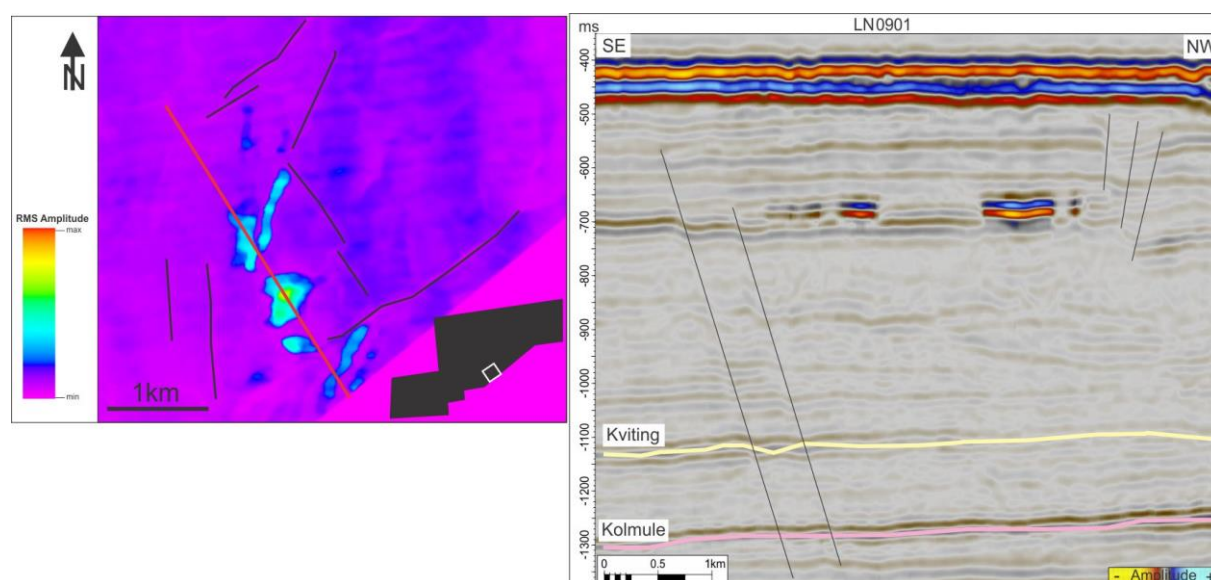 N
RMS Amplitude
max
min
1km
ms
LN0901
SE
NW
-400
-500
-600
-700
-800
-900
-1000
-1100
-1200
-1300
Kviting
Kolmule
0 0.5 1km
- Amplitude +